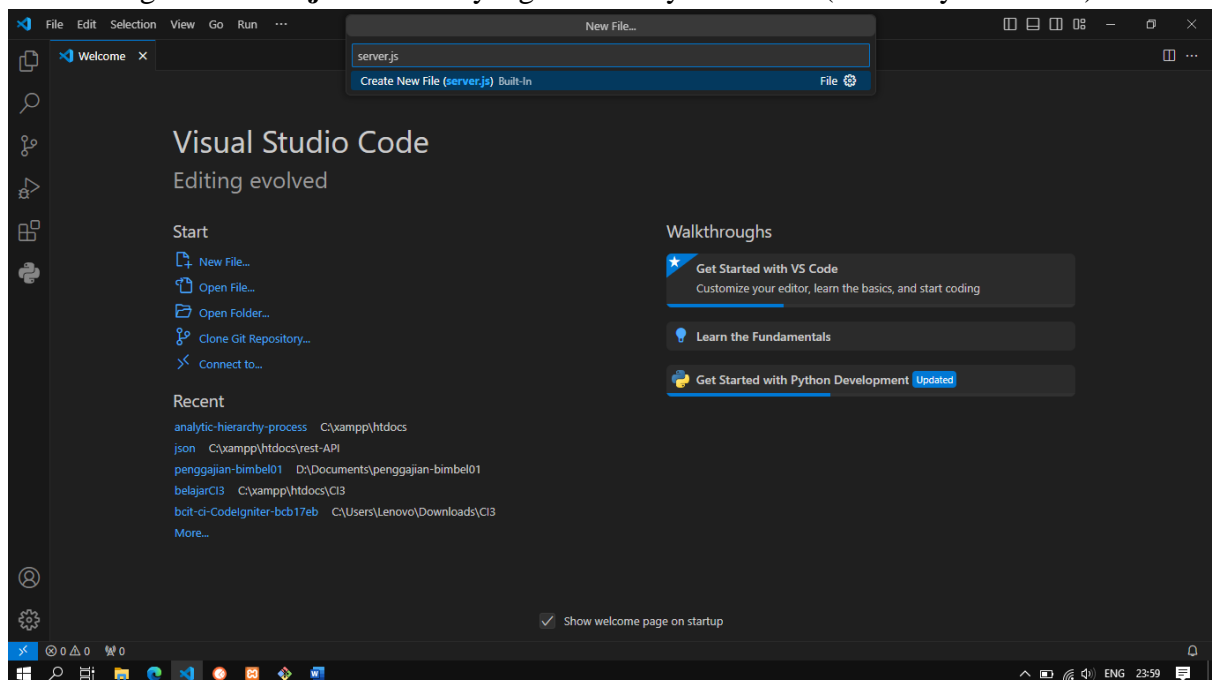 File Edit Selection View Go Run ···
New File...
Welcome
server.js
Create New File (server.js) Built-In File
Visual Studio Code
Editing evolved
Start
New File...
Open File...
Open Folder...
Clone Git Repository...
Connect to...
Recent
analytic-hierarchy-process C:\xampp\htdocs
json C:\xampp\htdocs\rest-API
penggajian-bimbel01 D:\Documents\penggajian-bimbel01
belajarCI3 C:\xampp\htdocs\CI3
bcit-ci-CodeIgniter-bcb17eb C:\Users\Lenovo\Downloads\CI3
More...
Walkthroughs
Get Started with VS Code
Customize your editor, learn the basics, and start coding
Learn the Fundamentals
Get Started with Python Development Updated
Show welcome page on startup
0 0 0
ENG 23:59